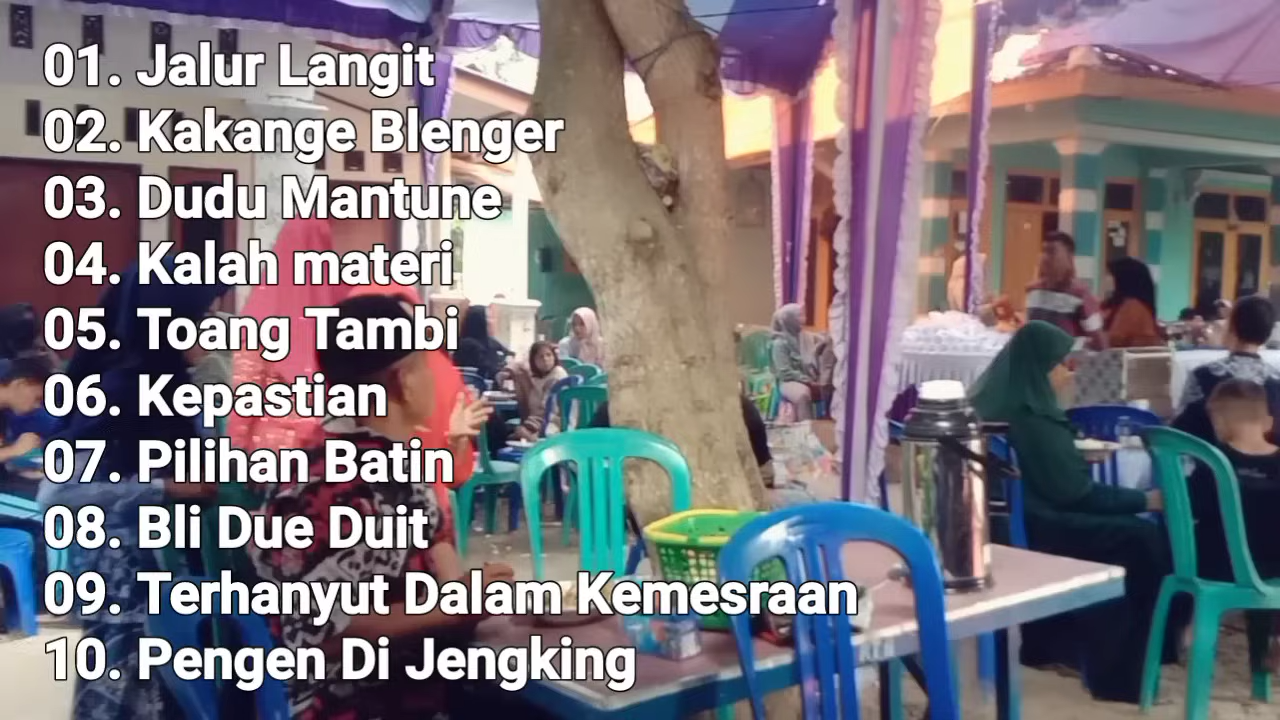 01. Jalur Langit
02. Kakange Blenger
03. Dudu Mantune
04. Kalah materi
05. Toang Tambi
06. Kepastian
07. Pilihan Batin
08. Bli Due Duit
09. Terhanyut Dalam Kemesraan
10. Pengen Di Jengking